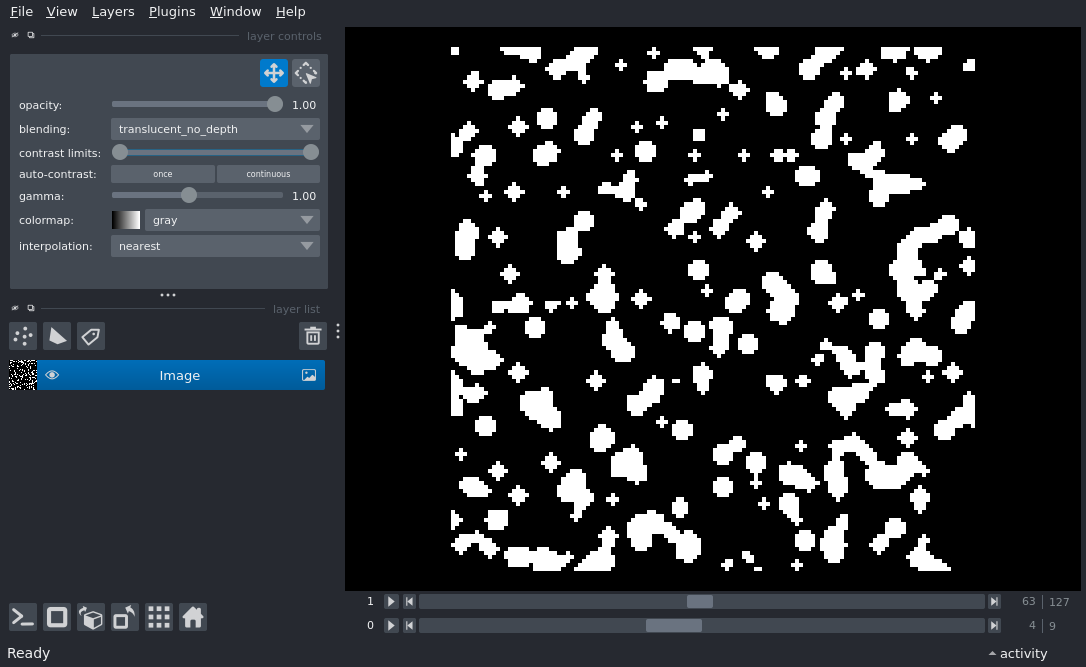 File View Layers Plugins Window Help
layer controls
opacity: 1.00
blending: translucent_no_depth
contrast limits:
auto-contrast: once continuous
gamma: 1.00
colormap: gray
interpolation: nearest
layer list
Image
1 63 127
0 4 9
Ready activity